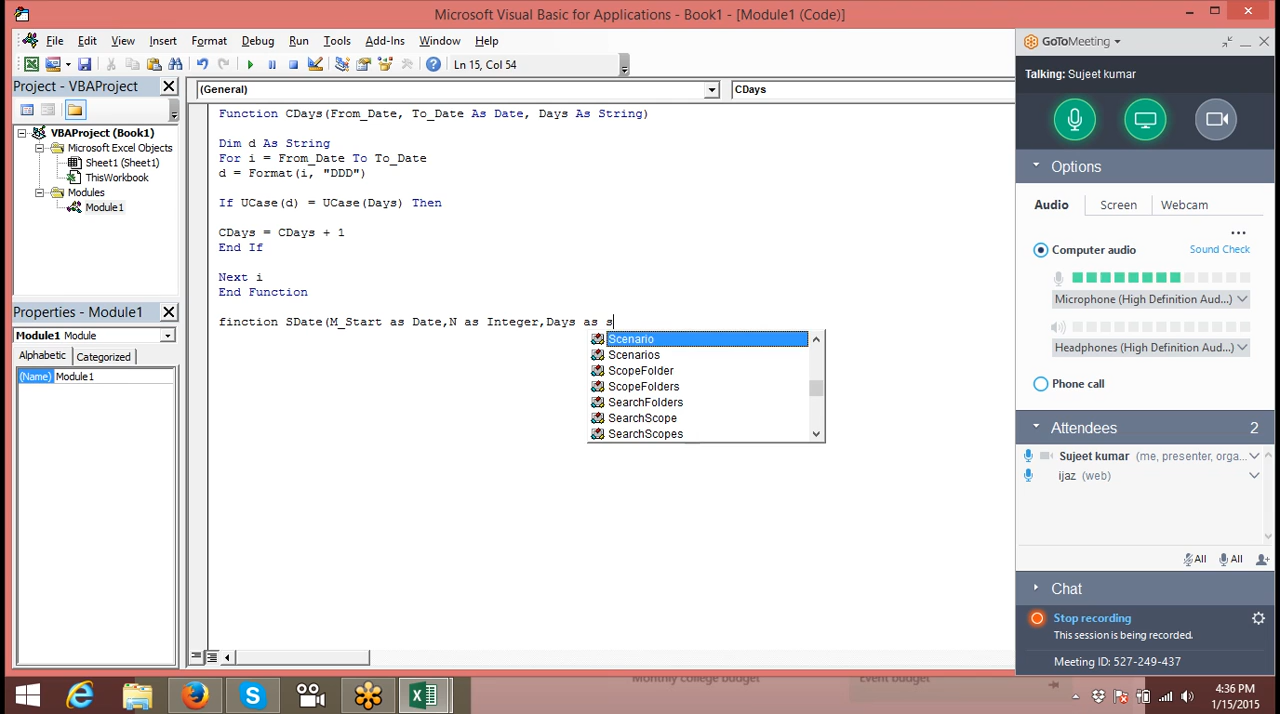 Microsoft Visual Basic for Applications - Book1 - [Module1 (Code)]
File Edit View Insert Format Debug Run Tools Add-Ins Window Help
Ln 15, Col 54
Project - VBAProject
VBAProject (Book1)
Microsoft Excel Objects
Sheet1 (Sheet1)
ThisWorkbook
Modules
Module1
Properties - Module1
Module1 Module
Alphabetic Categorized
(Name) Module1
(General)
CDays
Function CDays(From_Date, To_Date As Date, Days As String)
Dim d As String
For i = From_Date To To_Date
d = Format(i, "DDD")
If UCase(d) = UCase(Days) Then
CDays = CDays + 1
End If
Next i
End Function
finction SDate(M_Start as Date,N as Integer,Days as s
Scenario
Scenarios
ScopeFolder
ScopeFolders
SearchFolders
SearchScope
SearchScopes
GoToMeeting
Talking: Sujeet kumar
Options
Audio Screen Webcam
Computer audio Sound Check
Microphone (High Definition Aud...)
Headphones (High Definition Aud...)
Phone call
Attendees 2
Sujeet kumar (me, presenter, orga...
ijaz (web)
All All
Chat
Stop recording
This session is being recorded.
Meeting ID: 527-249-437
Monthly college budget
Event budget
4:36 PM
1/15/2015